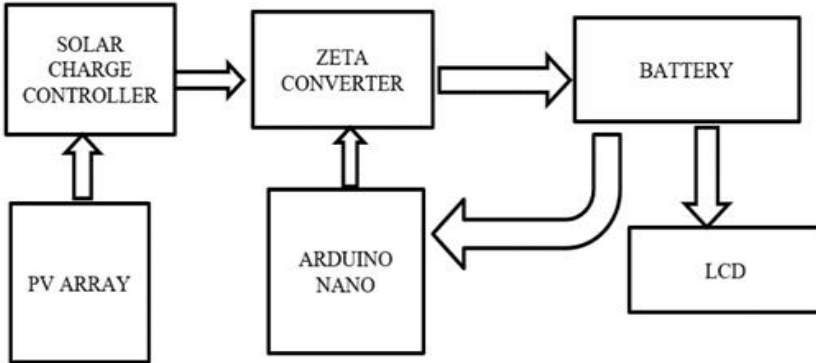 SOLAR
CHARGE
CONTROLLER
ZETA
CONVERTER
BATTERY
PV ARRAY
ARDUINO
NANO
LCD